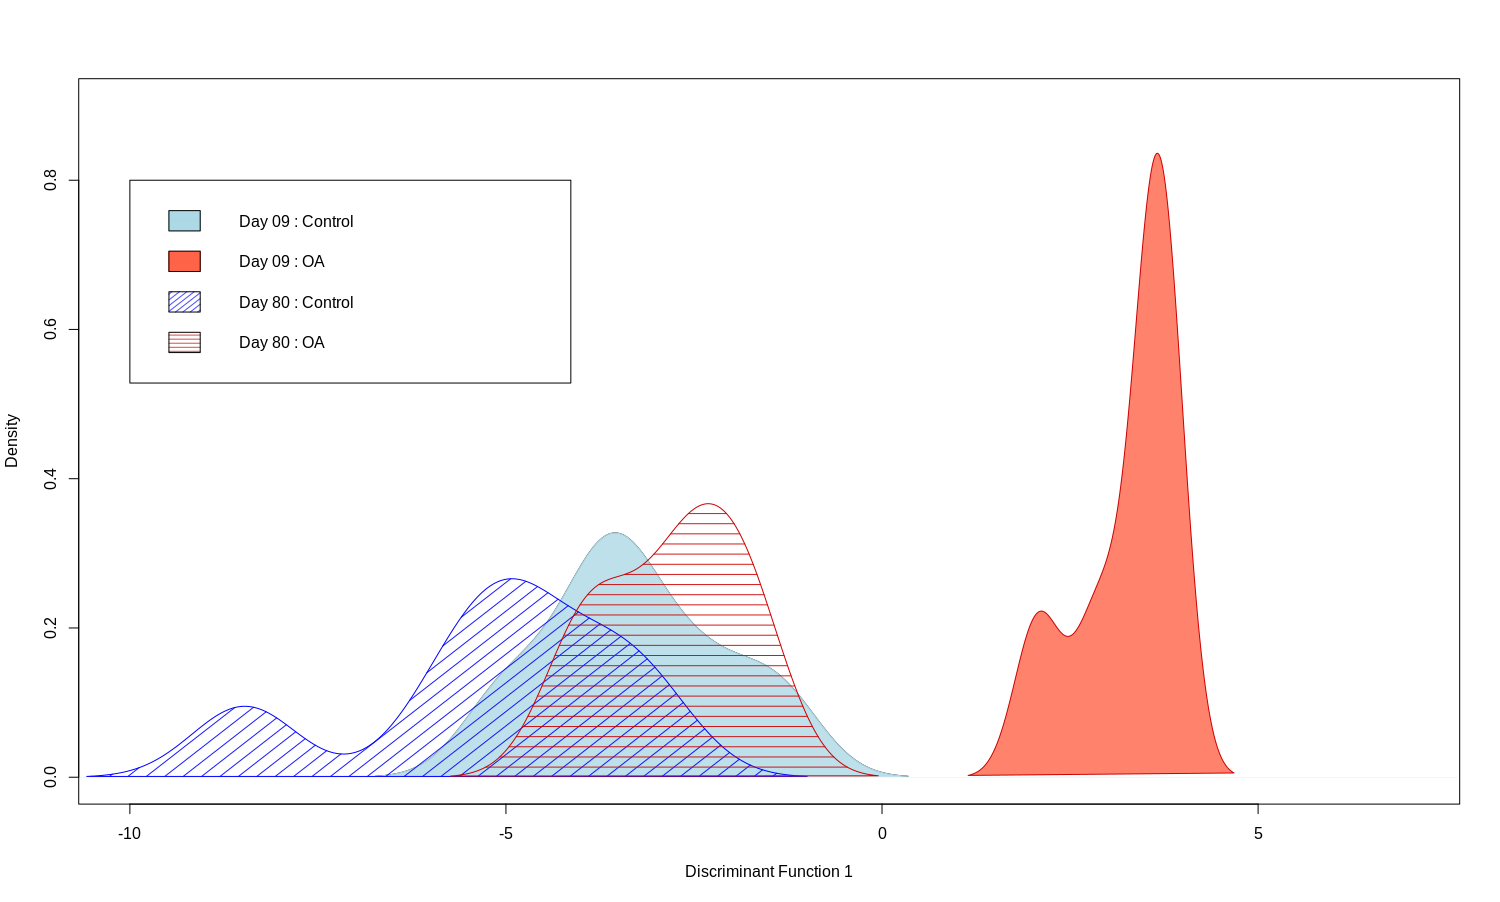 Day 09 : Control
Day 09 : OA
Day 80 : Control
Day 80 : OA
Density
0.0
0.2
0.4
0.6
0.8
-10
-5
0
5
Discriminant Function 1